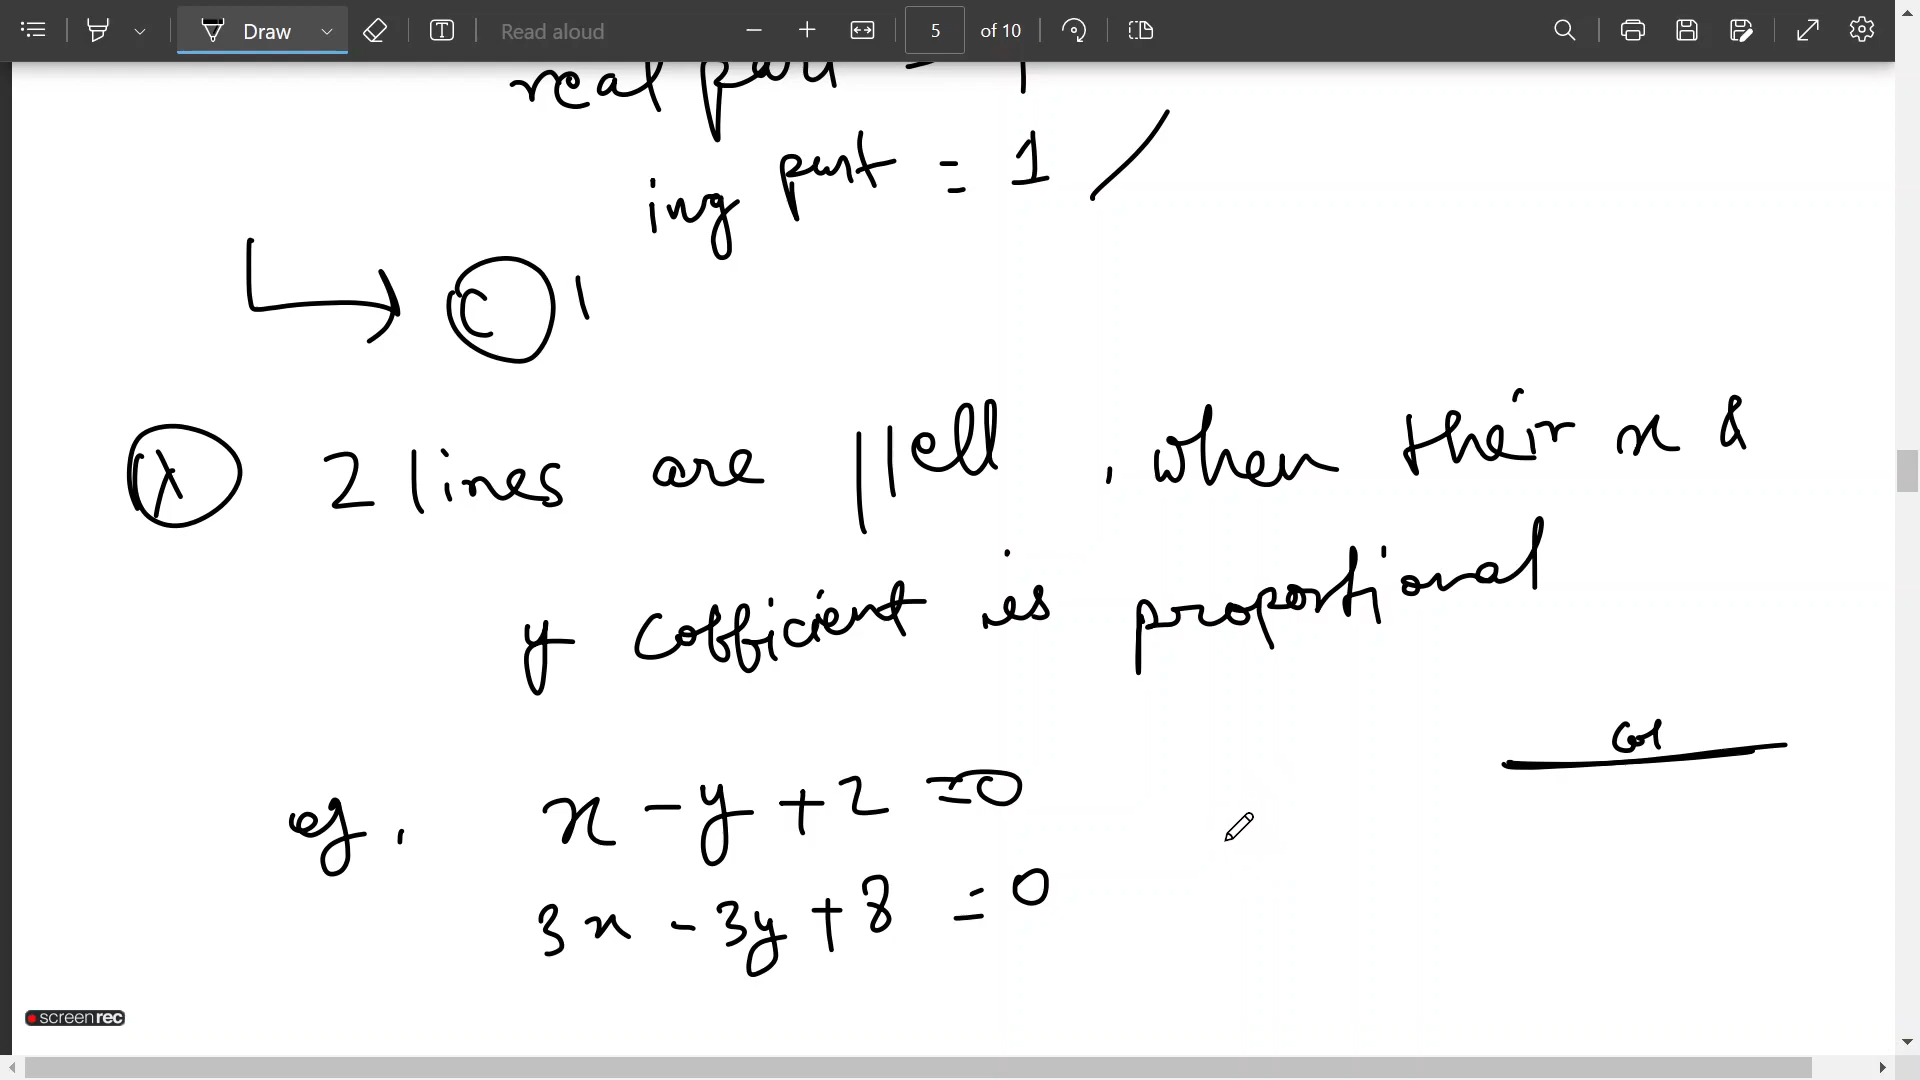 Draw
Read aloud
5 of 10
real part = 1
ing part = 1 /
C 1
2 lines are ||ell , when their x &
y cofficient is proportional
eg, x - y + 2 = 0
3x - 3y + 8 = 0
screenrec